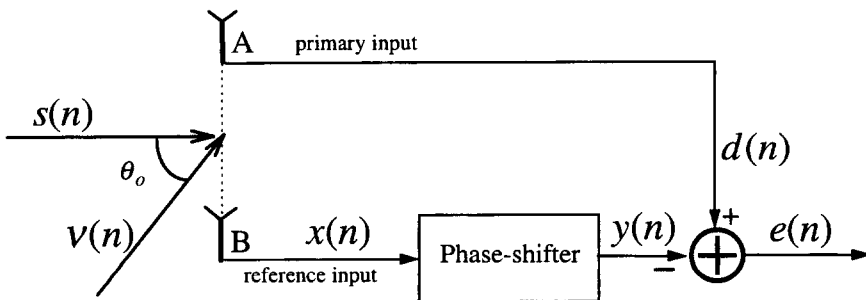 A
primary input
s(n)
θₒ
d(n)
ν(n)
B
x(n)
reference input
Phase-shifter
y(n)
−
+
e(n)